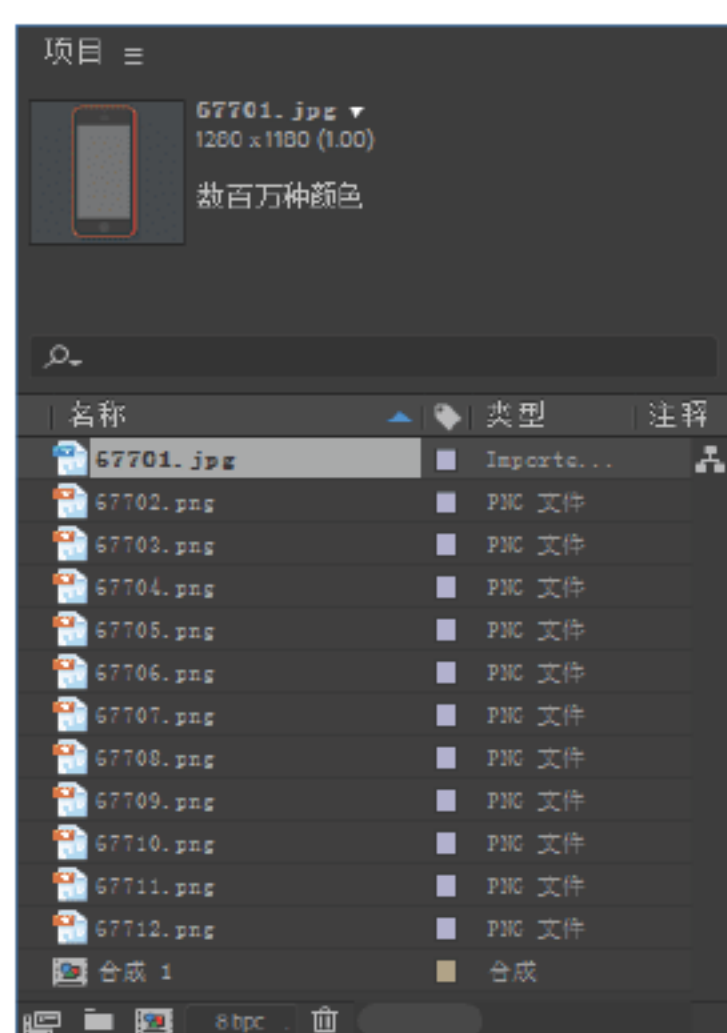 项目
67701.jpg
1280 x 1180 (1.00)
数百万种颜色
名称 类型 注释
67701.jpg Importe...
67702.png PNG 文件
67703.png PNG 文件
67704.png PNG 文件
67705.png PNG 文件
67706.png PNG 文件
67707.png PNG 文件
67708.png PNG 文件
67709.png PNG 文件
67710.png PNG 文件
67711.png PNG 文件
67712.png PNG 文件
合成 1 合成
8 bpc